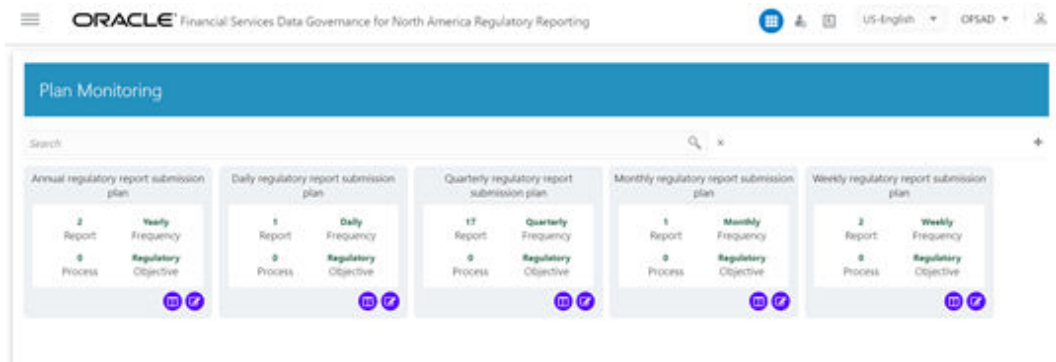 ORACLE Financial Services Data Governance for North America Regulatory Reporting
US-English
OFSAD
Plan Monitoring
Search
Annual regulatory report submission
plan
2 Yearly
Report Frequency
0 Regulatory
Process Objective
Daily regulatory report submission
plan
1 Daily
Report Frequency
0 Regulatory
Process Objective
Quarterly regulatory report
submission plan
17 Quarterly
Report Frequency
0 Regulatory
Process Objective
Monthly regulatory report submission
plan
1 Monthly
Report Frequency
0 Regulatory
Process Objective
Weekly regulatory report submission
plan
2 Weekly
Report Frequency
0 Regulatory
Process Objective